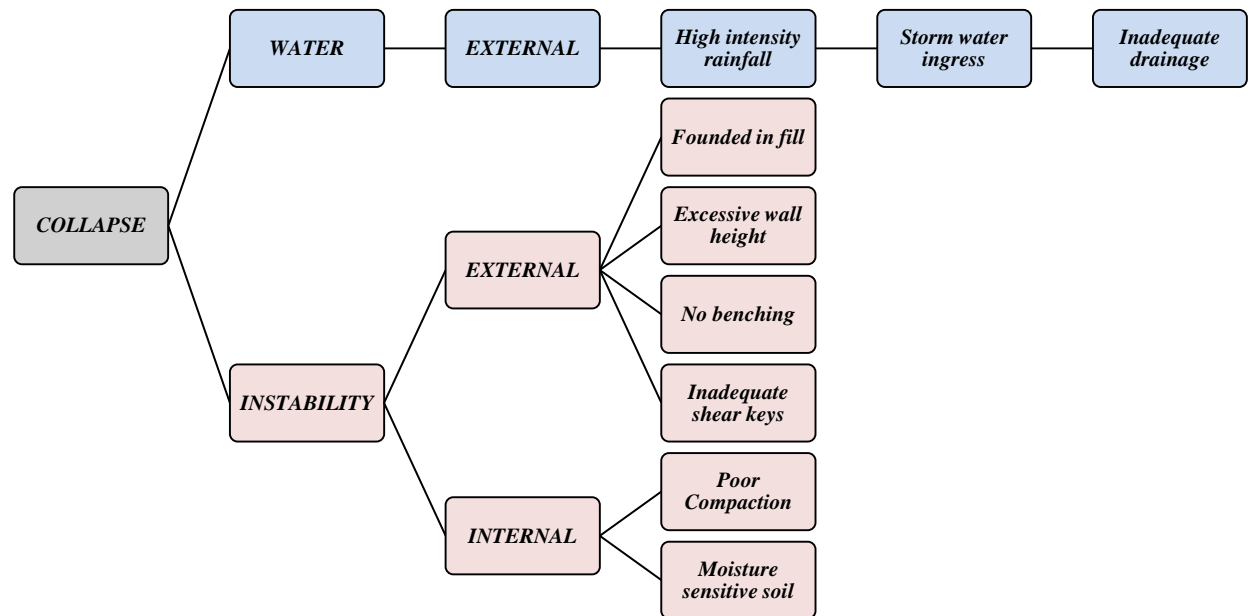 WATER
EXTERNAL
High intensity
rainfall
Storm water
ingress
Inadequate
drainage
Founded in fill
COLLAPSE
Excessive wall
height
EXTERNAL
No benching
INSTABILITY
Inadequate
shear keys
Poor
Compaction
INTERNAL
Moisture
sensitive soil